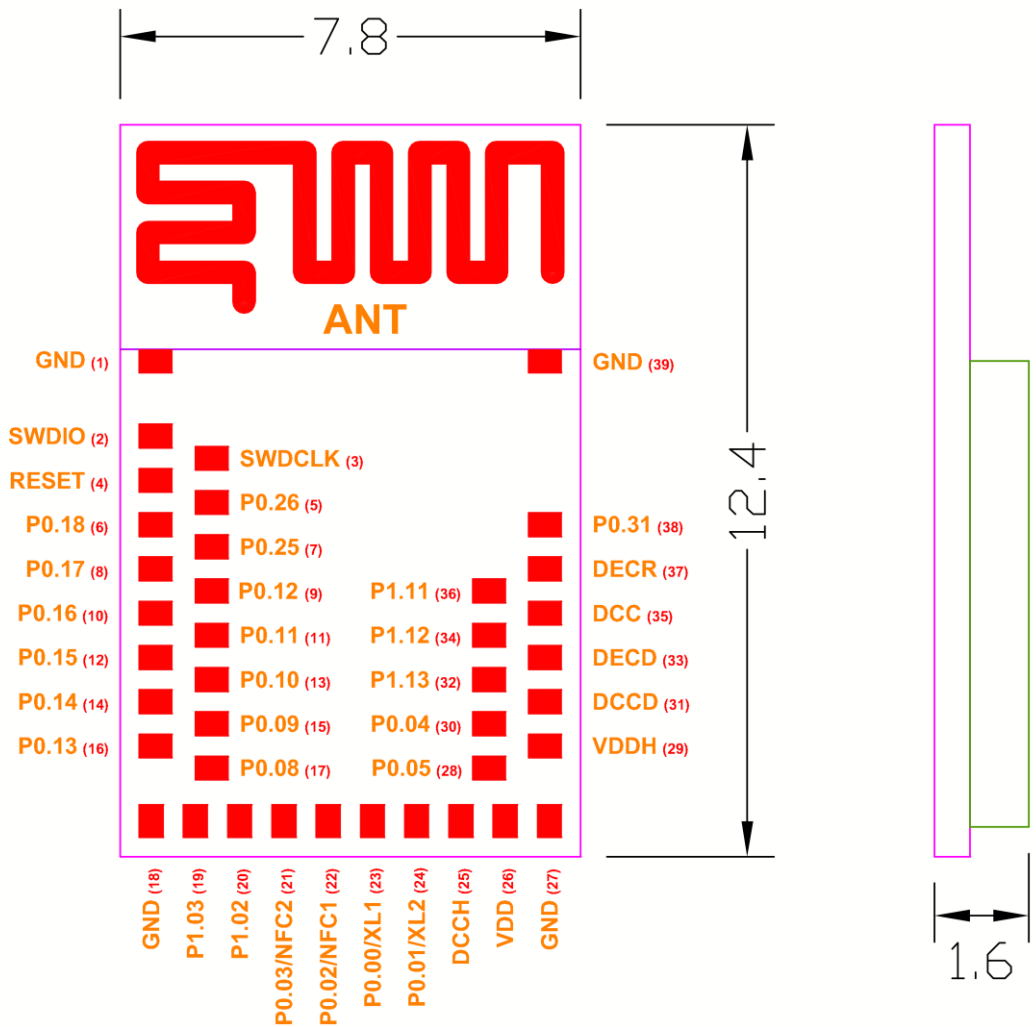 7.8
ANT
GND (1)
GND (39)
SWDIO (2)
SWDCLK (3)
RESET (4)
P0.26 (5)
P0.18 (6)
P0.31 (38)
P0.25 (7)
P0.17 (8)
DECR (37)
P0.12 (9)
P1.11 (36)
P0.16 (10)
DCC (35)
P0.11 (11)
P1.12 (34)
P0.15 (12)
DECD (33)
P0.10 (13)
P1.13 (32)
P0.14 (14)
DCCD (31)
P0.09 (15)
P0.04 (30)
P0.13 (16)
VDDH (29)
P0.08 (17)
P0.05 (28)
GND (18)
P1.03 (19)
P1.02 (20)
P0.03/NFC2 (21)
P0.02/NFC1 (22)
P0.00/XL1 (23)
P0.01/XL2 (24)
DCCH (25)
VDD (26)
GND (27)
12.4
1.6